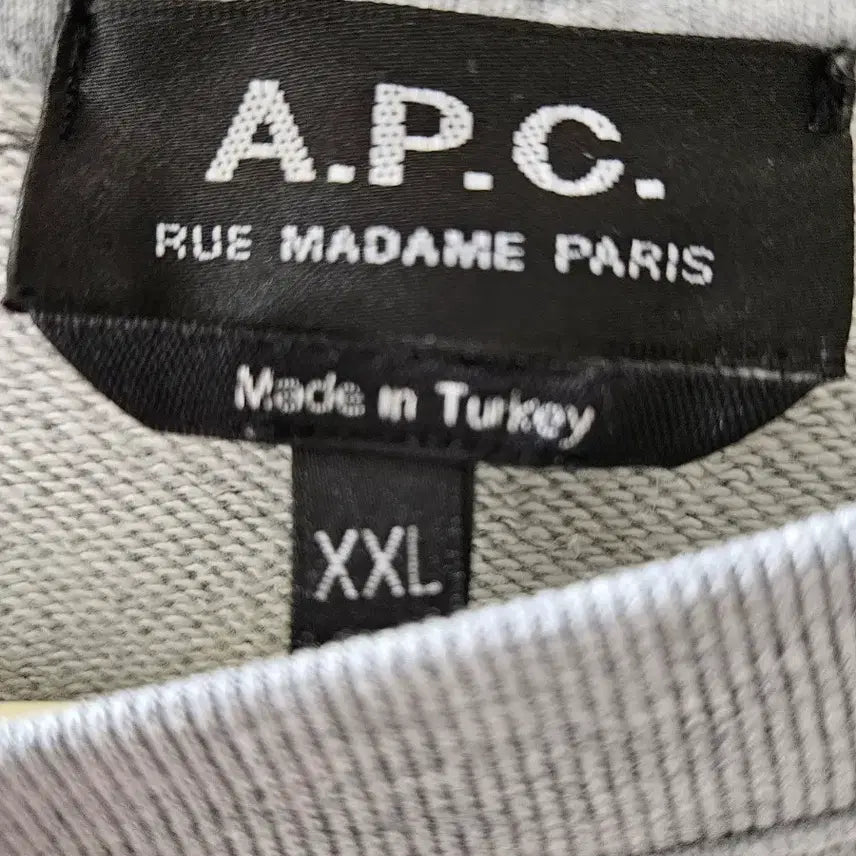 A.P.C.
RUE MADAME PARIS
Made in Turkey
XXL